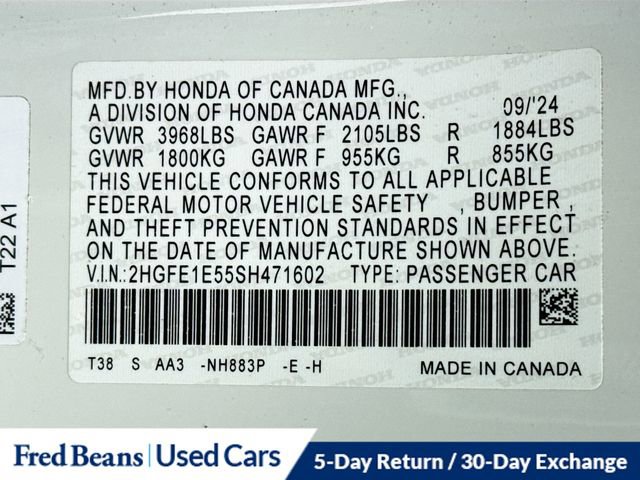 MFD.BY HONDA OF CANADA MFG.,
A DIVISION OF HONDA CANADA INC. 09/'24
GVWR 3968LBS GAWR F 2105LBS R 1884LBS
GVWR 1800KG GAWR F 955KG R 855KG
THIS VEHICLE CONFORMS TO ALL APPLICABLE
FEDERAL MOTOR VEHICLE SAFETY , BUMPER ,
AND THEFT PREVENTION STANDARDS IN EFFECT
ON THE DATE OF MANUFACTURE SHOWN ABOVE.
V.I.N.:2HGFE1E55SH471602 TYPE: PASSENGER CAR
T38 S AA3 -NH883P -E -H MADE IN CANADA
T22 A1
Fred Beans | Used Cars
5-Day Return / 30-Day Exchange